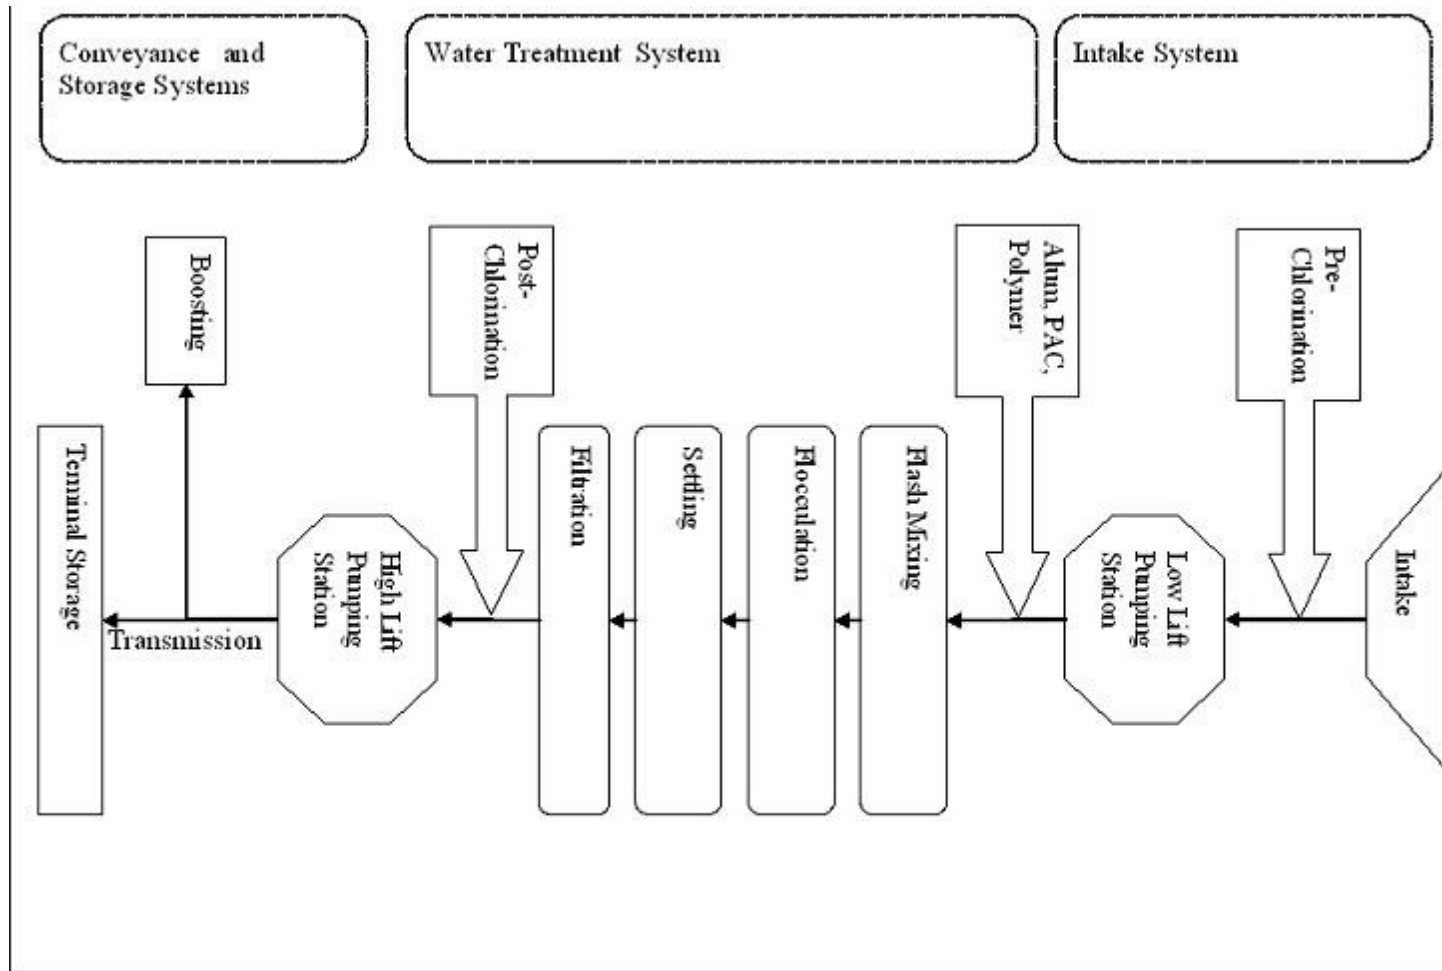 Conveyance and
Storage Systems
Water Treatment System
Intake System
Boosting
Post-
Chlorination
Alum, PAC,
Polymer
Pre-
Chlorination
Terminal Storage
Transmission
High Lift
Pumping
Station
Filtration
Settling
Flocculation
Flash Mixing
Low Lift
Pumping
Station
Intake